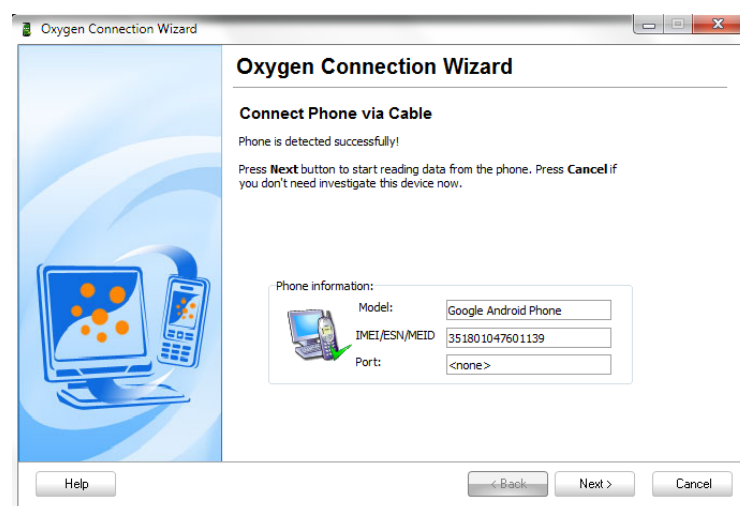 Oxygen Connection Wizard
Oxygen Connection Wizard
Connect Phone via Cable
Phone is detected successfully!
Press Next button to start reading data from the phone. Press Cancel if
you don't need investigate this device now.
Phone information:
Model: Google Android Phone
IMEI/ESN/MEID 351801047601139
Port: <none>
Help < Back Next > Cancel